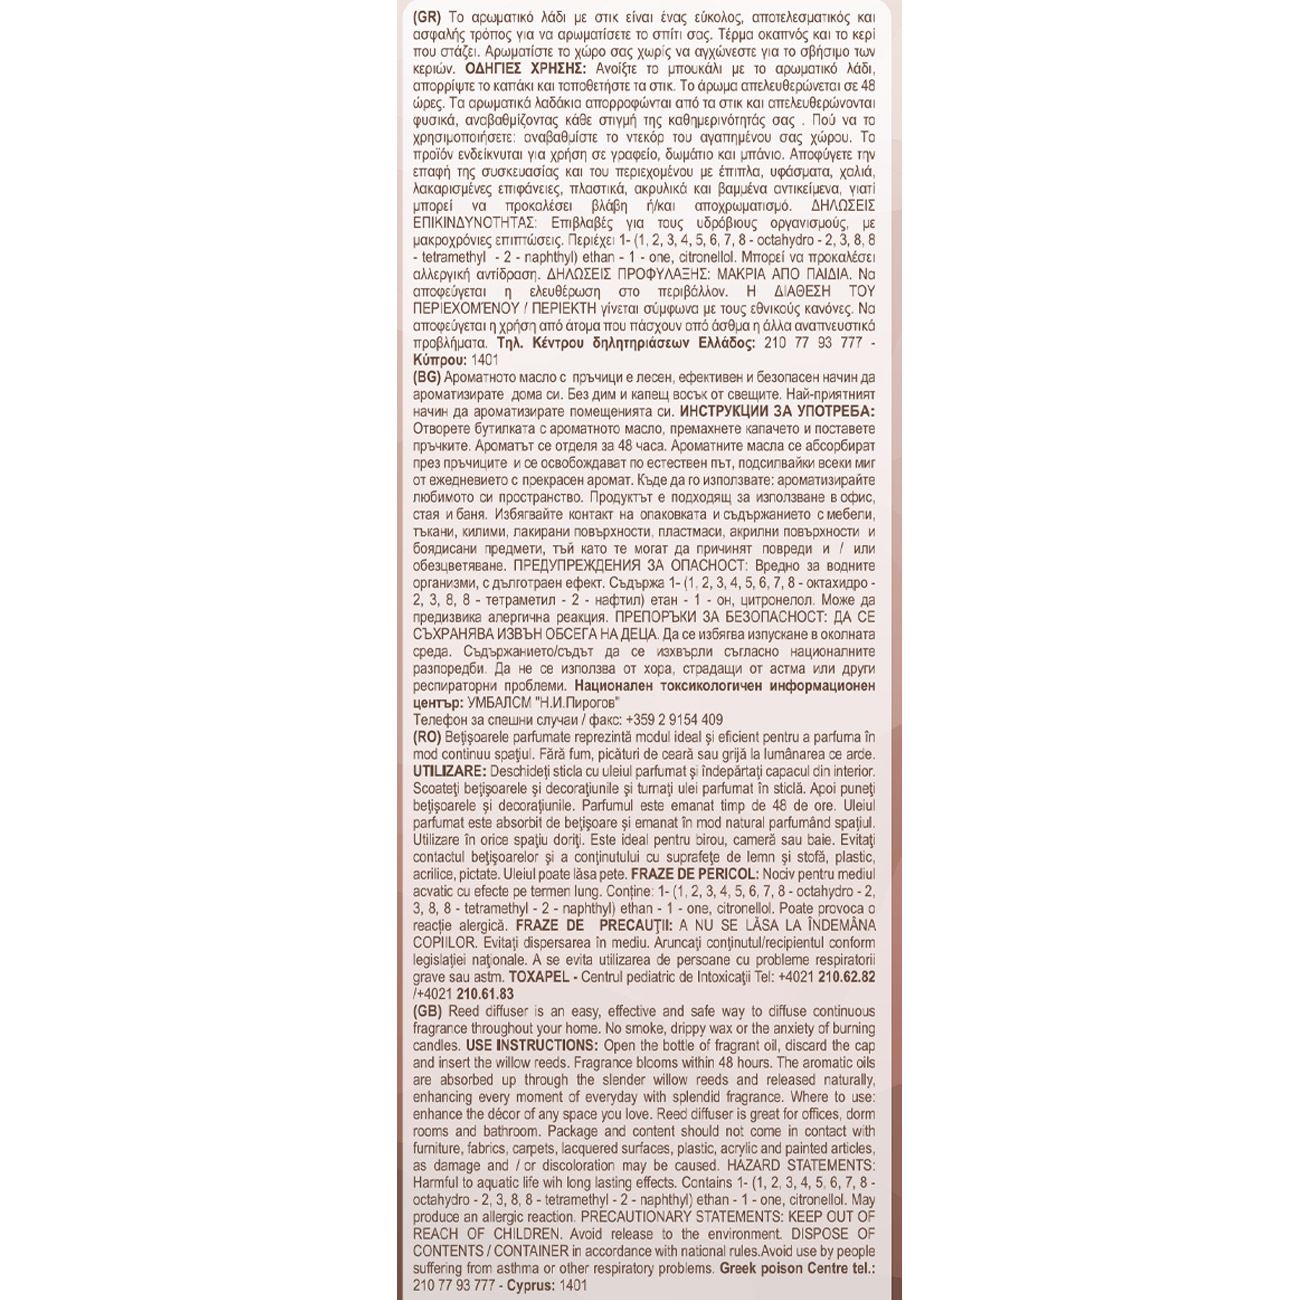 (GR) Το αρωματικό λάδι με στικ είναι ένας εύκολος, αποτελεσματικός και
ασφαλής τρόπος για να αρωματίσετε το σπίτι σας. Τέρμα οκαπνός και το κερί
που στάζει. Αρωματίστε το χώρο σας χωρίς να αγχώνεστε για το σβήσιμο των
κεριών. ΟΔΗΓΙΕΣ ΧΡΗΣΗΣ: Ανοίξτε το μπουκάλι με το αρωματικό λάδι,
απορρίψτε το καπάκι και τοποθετήστε τα στικ. Το άρωμα απελευθερώνεται σε 48
ώρες. Τα αρωματικά λαδάκια απορροφώνται από τα στικ και απελευθερώνονται
φυσικά, αναβαθμίζοντας κάθε στιγμή της καθημερινότητάς σας . Πού να το
χρησιμοποιήσετε: αναβαθμίστε το ντεκόρ του αγαπημένου σας χώρου. Το
προϊόν ενδείκνυται για χρήση σε γραφείο, δωμάτιο και μπάνιο. Αποφύγετε την
επαφή της συσκευασίας και του περιεχομένου με έπιπλα, υφάσματα, χαλιά,
λακαρισμένες επιφάνειες, πλαστικά, ακρυλικά και βαμμένα αντικείμενα, γιατί
μπορεί να προκαλέσει βλάβη ή/και αποχρωματισμό. ΔΗΛΩΣΕΙΣ
ΕΠΙΚΙΝΔΥΝΟΤΗΤΑΣ: Επιβλαβές για τους υδρόβιους οργανισμούς, με
μακροχρόνιες επιπτώσεις. Περιέχει 1- (1, 2, 3, 4, 5, 6, 7, 8 - octahydro - 2, 3, 8, 8
- tetramethyl - 2 - naphthyl) ethan - 1 - one, citronellol. Μπορεί να προκαλέσει
αλλεργική αντίδραση. ΔΗΛΩΣΕΙΣ ΠΡΟΦΥΛΑΞΗΣ: ΜΑΚΡΙΑ ΑΠΟ ΠΑΙΔΙΑ. Να
αποφεύγεται η ελευθέρωση στο περιβάλλον. Η ΔΙΑΘΕΣΗ ΤΟΥ
ΠΕΡΙΕΧΟΜΈΝΟΥ / ΠΕΡΙΕΚΤΗ γίνεται σύμφωνα με τους εθνικούς κανόνες. Να
αποφεύγεται η χρήση από άτομα που πάσχουν από άσθμα η άλλα αναπνευστικά
προβλήματα. Τηλ. Κέντρου δηλητηριάσεων Ελλάδος: 210 77 93 777 -
Κύπρου: 1401
(BG) Ароматното масло с пръчици е лесен, ефективен и безопасен начин да
ароматизирате дома си. Без дим и капещ восък от свещите. Най-приятният
начин да ароматизирате помещенията си. ИНСТРУКЦИИ ЗА УПОТРЕБА:
Отворете бутилката с ароматното масло, премахнете капачето и поставете
пръчките. Ароматът се отделя за 48 часа. Ароматните масла се абсорбират
през пръчиците и се освобождават по естествен път, подсилвайки всеки миг
от ежедневието с прекрасен аромат. Къде да го използвате: ароматизирайте
любимото си пространство. Продуктът е подходящ за използване в офис,
стая и баня. Избягвайте контакт на опаковката и съдържанието с мебели,
тъкани, килими, лакирани повърхности, пластмаси, акрилни повърхности и
боядисани предмети, тъй като те могат да причинят повреди и / или
обезцветяване. ПРЕДУПРЕЖДЕНИЯ ЗА ОПАСНОСТ: Вредно за водните
организми, с дълготраен ефект. Съдържа 1- (1, 2, 3, 4, 5, 6, 7, 8 - октахидро -
2, 3, 8, 8 - тетраметил - 2 - нафтил) етан - 1 - он, цитронелол. Може да
предизвика алергична реакция. ПРЕПОРЪКИ ЗА БЕЗОПАСНОСТ: ДА СЕ
СЪХРАНЯВА ИЗВЪН ОБСЕГА НА ДЕЦА. Да се избягва изпускане в околната
среда. Съдържанието/съдът да се изхвърли съгласно националните
разпоредби. Да не се използва от хора, страдащи от астма или други
респираторни проблеми. Национален токсикологичен информационен
център: УМБАЛСМ "Н.И.Пирогов"
Телефон за спешни случаи / факс: +359 2 9154 409
(RO) Beţişoarele parfumate reprezintă modul ideal şi eficient pentru a parfuma în
mod continuu spaţiul. Fără fum, picături de ceară sau grijă la lumânarea ce arde.
UTILIZARE: Deschideţi sticla cu uleiul parfumat şi îndepărtaţi capacul din interior.
Scoateţi beţişoarele şi decoraţiunile şi turnaţi ulei parfumat în sticlă. Apoi puneţi
beţişoarele şi decoraţiunile. Parfumul este emanat timp de 48 de ore. Uleiul
parfumat este absorbit de beţişoare şi emanat în mod natural parfumând spaţiul.
Utilizare în orice spaţiu doriţi. Este ideal pentru birou, cameră sau baie. Evitaţi
contactul beţişoarelor şi a conţinutului cu suprafeţe de lemn şi stofă, plastic,
acrilice, pictate. Uleiul poate lăsa pete. FRAZE DE PERICOL: Nociv pentru mediul
acvatic cu efecte pe termen lung. Conţine: 1- (1, 2, 3, 4, 5, 6, 7, 8 - octahydro - 2,
3, 8, 8 - tetramethyl - 2 - naphthyl) ethan - 1 - one, citronellol. Poate provoca o
reacţie alergică. FRAZE DE PRECAUŢII: A NU SE LĂSA LA ÎNDEMÂNA
COPIILOR. Evitaţi dispersarea în mediu. Aruncaţi conţinutul/recipientul conform
legislaţiei naţionale. A se evita utilizarea de persoane cu probleme respiratorii
grave sau astm. TOXAPEL - Centrul pediatric de Intoxicaţii Tel: +4021 210.62.82
/+4021 210.61.83
(GB) Reed diffuser is an easy, effective and safe way to diffuse continuous
fragrance throughout your home. No smoke, drippy wax or the anxiety of burning
candles. USE INSTRUCTIONS: Open the bottle of fragrant oil, discard the cap
and insert the willow reeds. Fragrance blooms within 48 hours. The aromatic oils
are absorbed up through the slender willow reeds and released naturally,
enhancing every moment of everyday with splendid fragrance. Where to use:
enhance the décor of any space you love. Reed diffuser is great for offices, dorm
rooms and bathroom. Package and content should not come in contact with
furniture, fabrics, carpets, lacquered surfaces, plastic, acrylic and painted articles,
as damage and / or discoloration may be caused. HAZARD STATEMENTS:
Harmful to aquatic life wih long lasting effects. Contains 1- (1, 2, 3, 4, 5, 6, 7, 8 -
octahydro - 2, 3, 8, 8 - tetramethyl - 2 - naphthyl) ethan - 1 - one, citronellol. May
produce an allergic reaction. PRECAUTIONARY STATEMENTS: KEEP OUT OF
REACH OF CHILDREN. Avoid release to the environment. DISPOSE OF
CONTENTS / CONTAINER in accordance with national rules.Avoid use by people
suffering from asthma or other respiratory problems. Greek poison Centre tel.:
210 77 93 777 - Cyprus: 1401